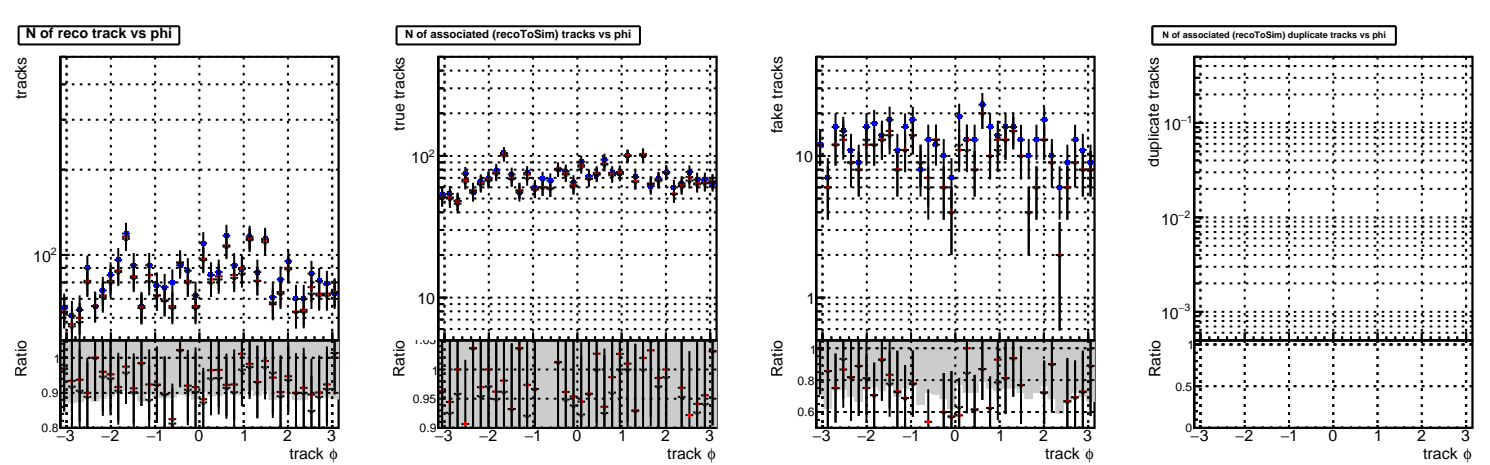 N of reco track vs phi
tracks
10²
Ratio
1
0.9
0.8
−3 −2 −1 0 1 2 3
track ϕ
N of associated (recoToSim) tracks vs phi
true tracks
10²
10
Ratio
1.05
1
0.95
0.9
−3 −2 −1 0 1 2 3
track ϕ
fake tracks
10
1
Ratio
1
0.8
0.6
−3 −2 −1 0 1 2 3
track ϕ
N of associated (recoToSim) duplicate tracks vs phi
duplicate tracks
10⁻¹
10⁻²
10⁻³
Ratio
1
0.5
0
−3 −2 −1 0 1 2 3
track ϕ